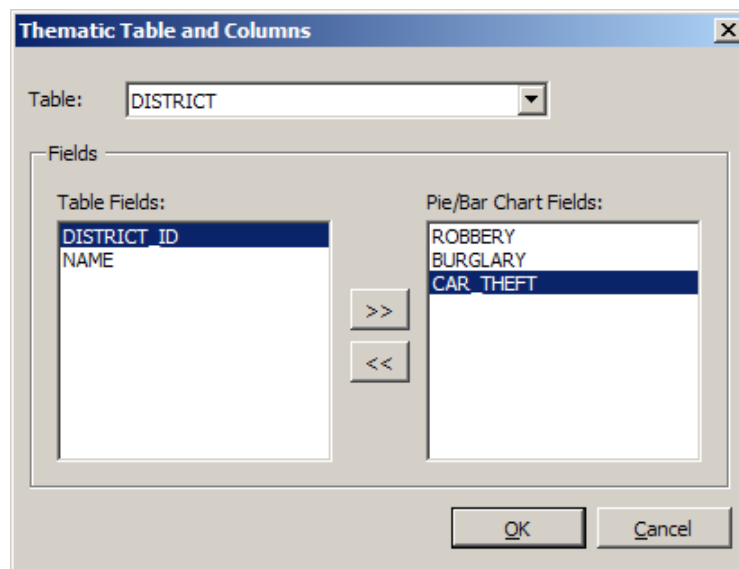 Thematic Table and Columns
Table: DISTRICT
Fields
Table Fields: Pie/Bar Chart Fields:
DISTRICT_ID ROBBERY
NAME BURGLARY
CAR_THEFT
>>
<<
OK Cancel